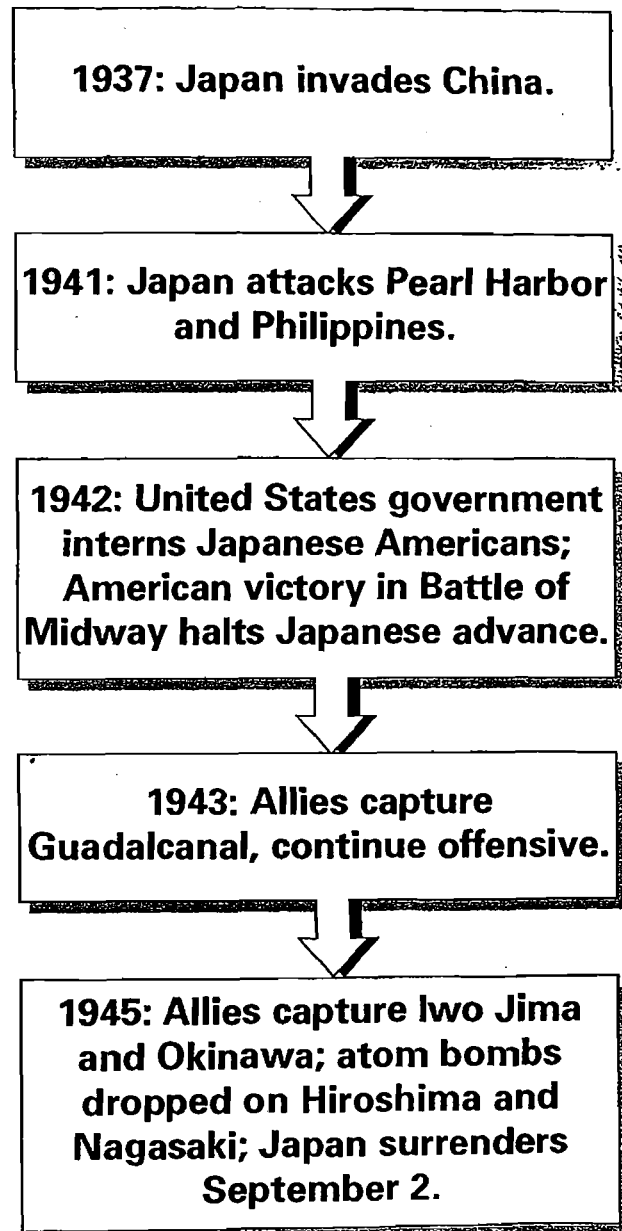 1937: Japan invades China.
1941: Japan attacks Pearl Harbor
and Philippines.
1942: United States government
interns Japanese Americans;
American victory in Battle of
Midway halts Japanese advance.
1943: Allies capture
Guadalcanal, continue offensive.
1945: Allies capture Iwo Jima
and Okinawa; atom bombs
dropped on Hiroshima and
Nagasaki; Japan surrenders
September 2.